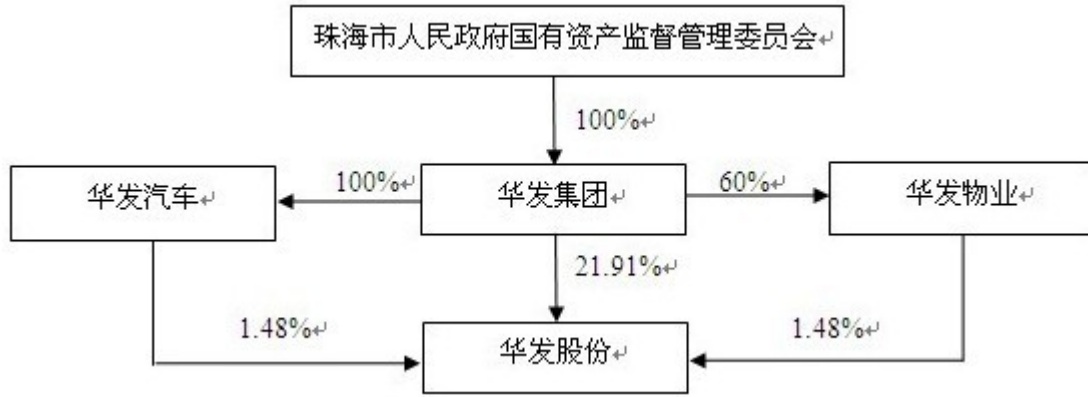 珠海市人民政府国有资产监督管理委员会↵
100%↵
华发汽车↵
100%↵
华发集团↵
60%↵
华发物业↵
21.91%↵
1.48%↵
华发股份↵
1.48%↵